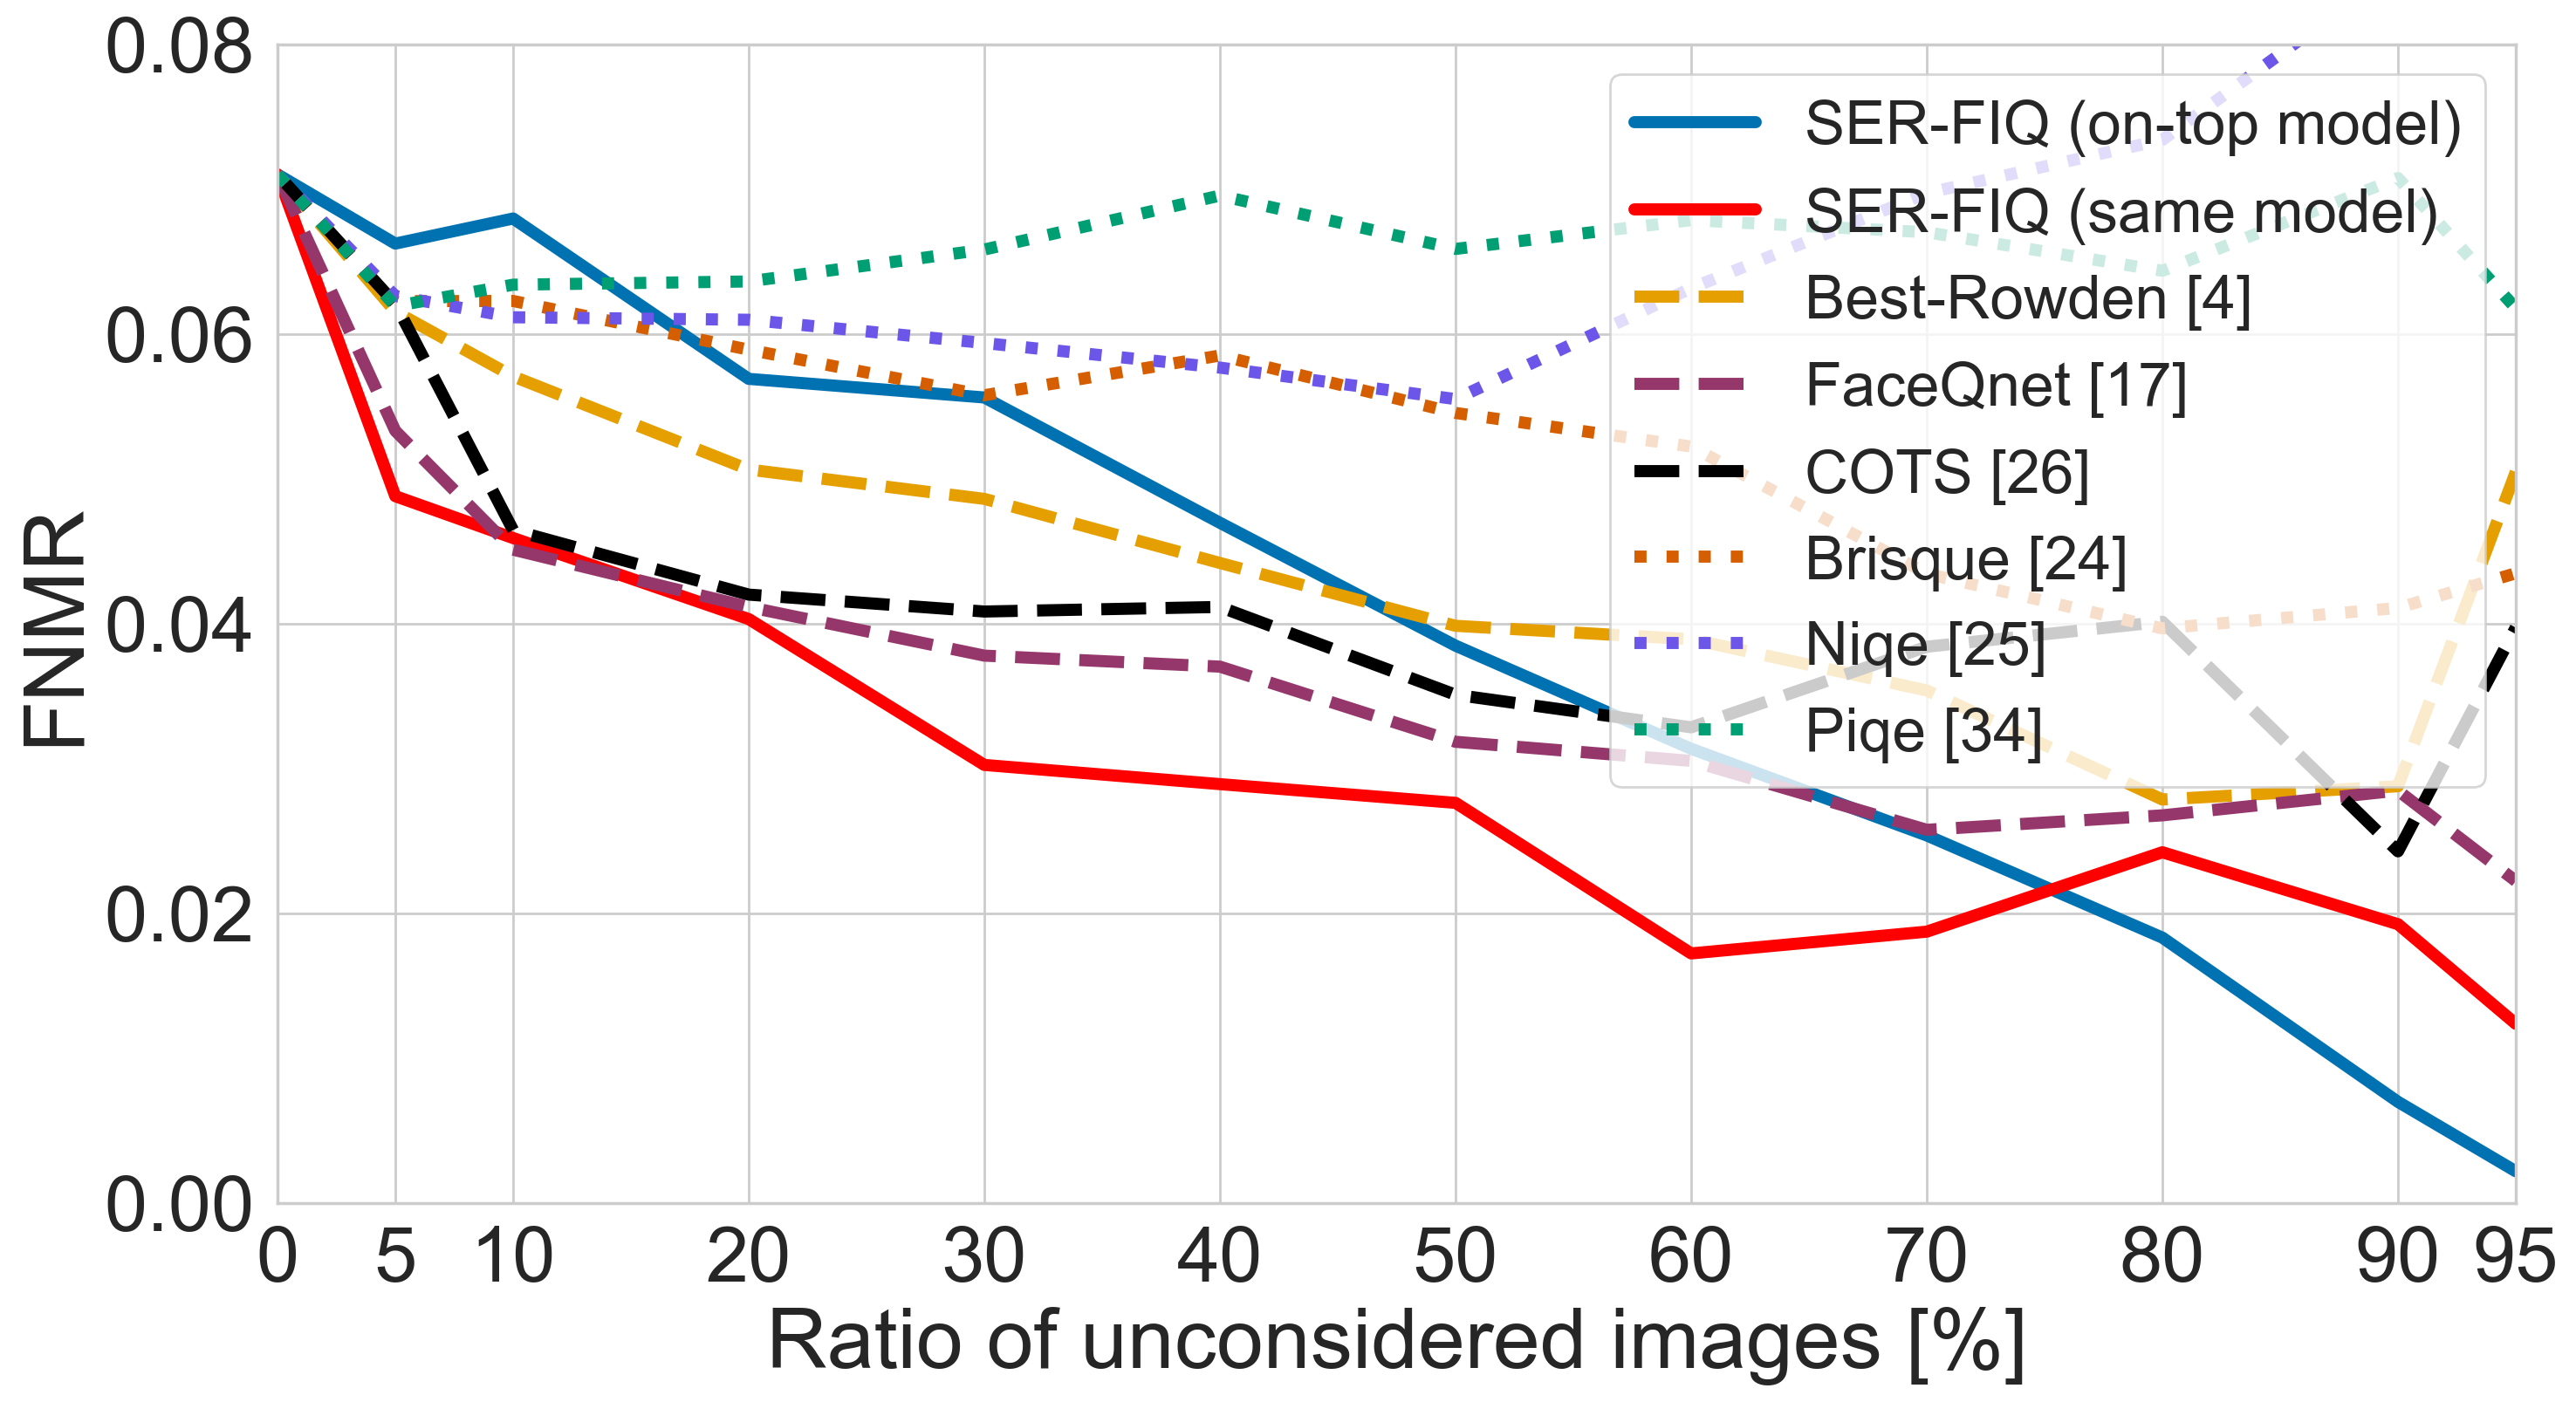 0.08
0.06
0.04
0.02
0.00
FNMR
0 5 10 20 30 40 50 60 70 80 90 95
Ratio of unconsidered images [%]
SER-FIQ (on-top model)
SER-FIQ (same model)
Best-Rowden [4]
FaceQnet [17]
COTS [26]
Brisque [24]
Niqe [25]
Piqe [34]